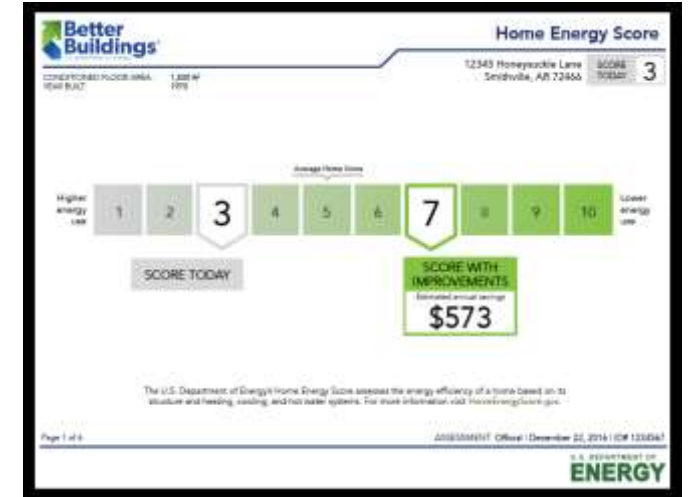 Better
Buildings
Home Energy Score
12345 Honeysuckle Lane
Smithville, AR 72466
SCORE
TODAY
3
CONDITIONED FLOOR AREA
YEAR BUILT 1970
Average Home Score
Higher
energy
use
1 2 3 4 5 6 7 8 9 10
Lower
energy
use
SCORE TODAY
SCORE WITH
IMPROVEMENTS
Estimated annual savings
$573
The U.S. Department of Energy's Home Energy Score assesses the energy efficiency of a home based on its
structure and heating, cooling, and hot water systems. For more information visit HomeEnergyScore.gov.
Page 1 of 6
ASSESSMENT Official | December 22, 2016 | ID# 1234567
U.S. DEPARTMENT OF
ENERGY